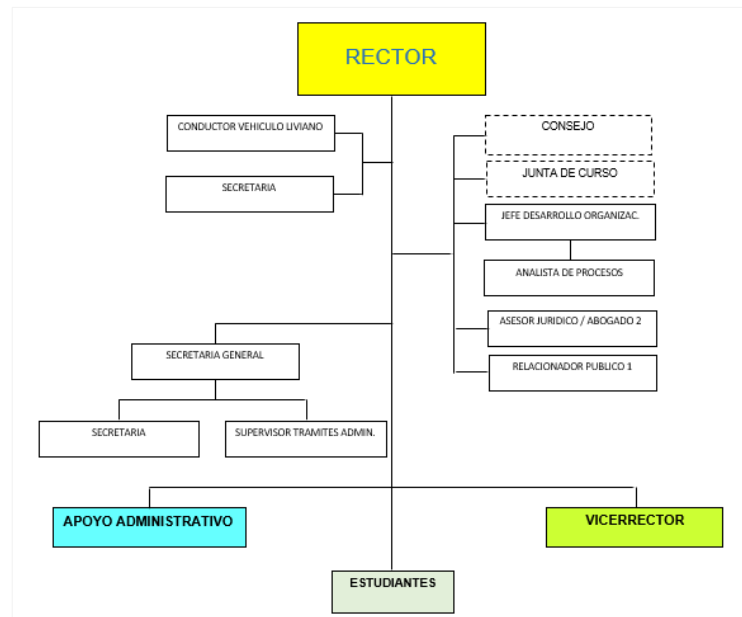 RECTOR
CONDUCTOR VEHICULO LIVIANO
CONSEJO
JUNTA DE CURSO
SECRETARIA
JEFE DESARROLLO ORGANIZAC.
ANALISTA DE PROCESOS
ASESOR JURIDICO / ABOGADO 2
SECRETARIA GENERAL
RELACIONADOR PUBLICO 1
SECRETARIA
SUPERVISOR TRAMITES ADMIN.
APOYO ADMINISTRATIVO
VICERRECTOR
ESTUDIANTES